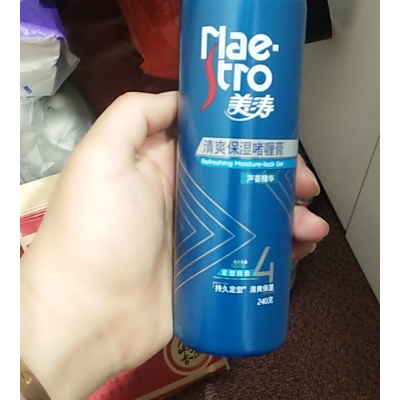 Mae-
stro
美涛
清爽保湿啫喱膏
Refreshing Moisture-lock Gel
芦荟精华
定型指数
4
"持久定型" 清爽保湿
240克